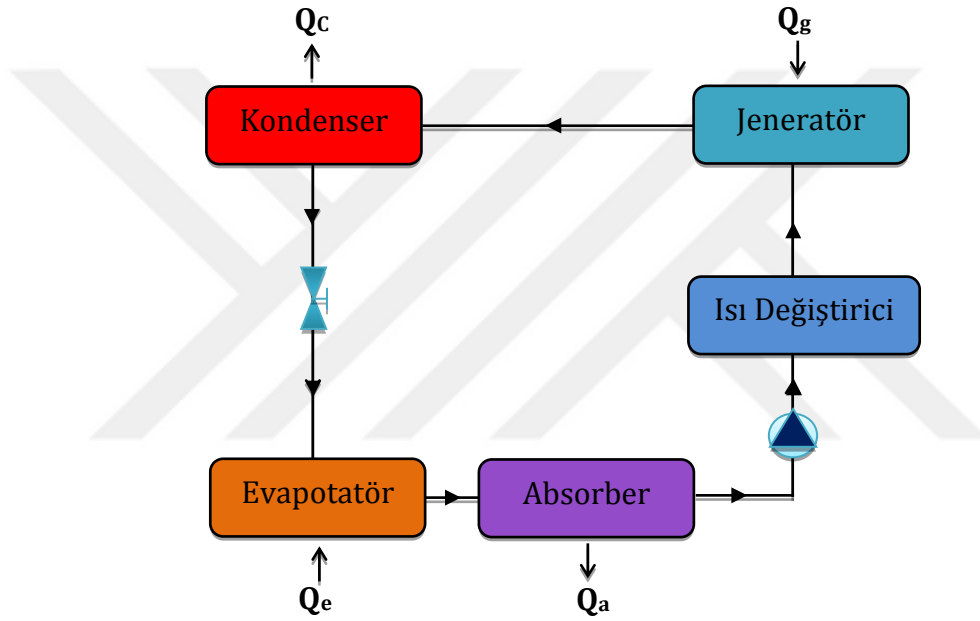 Qc
Qg
Kondenser
Jeneratör
Isı Değiştirici
Evapotatör
Absorber
Qe
Qa